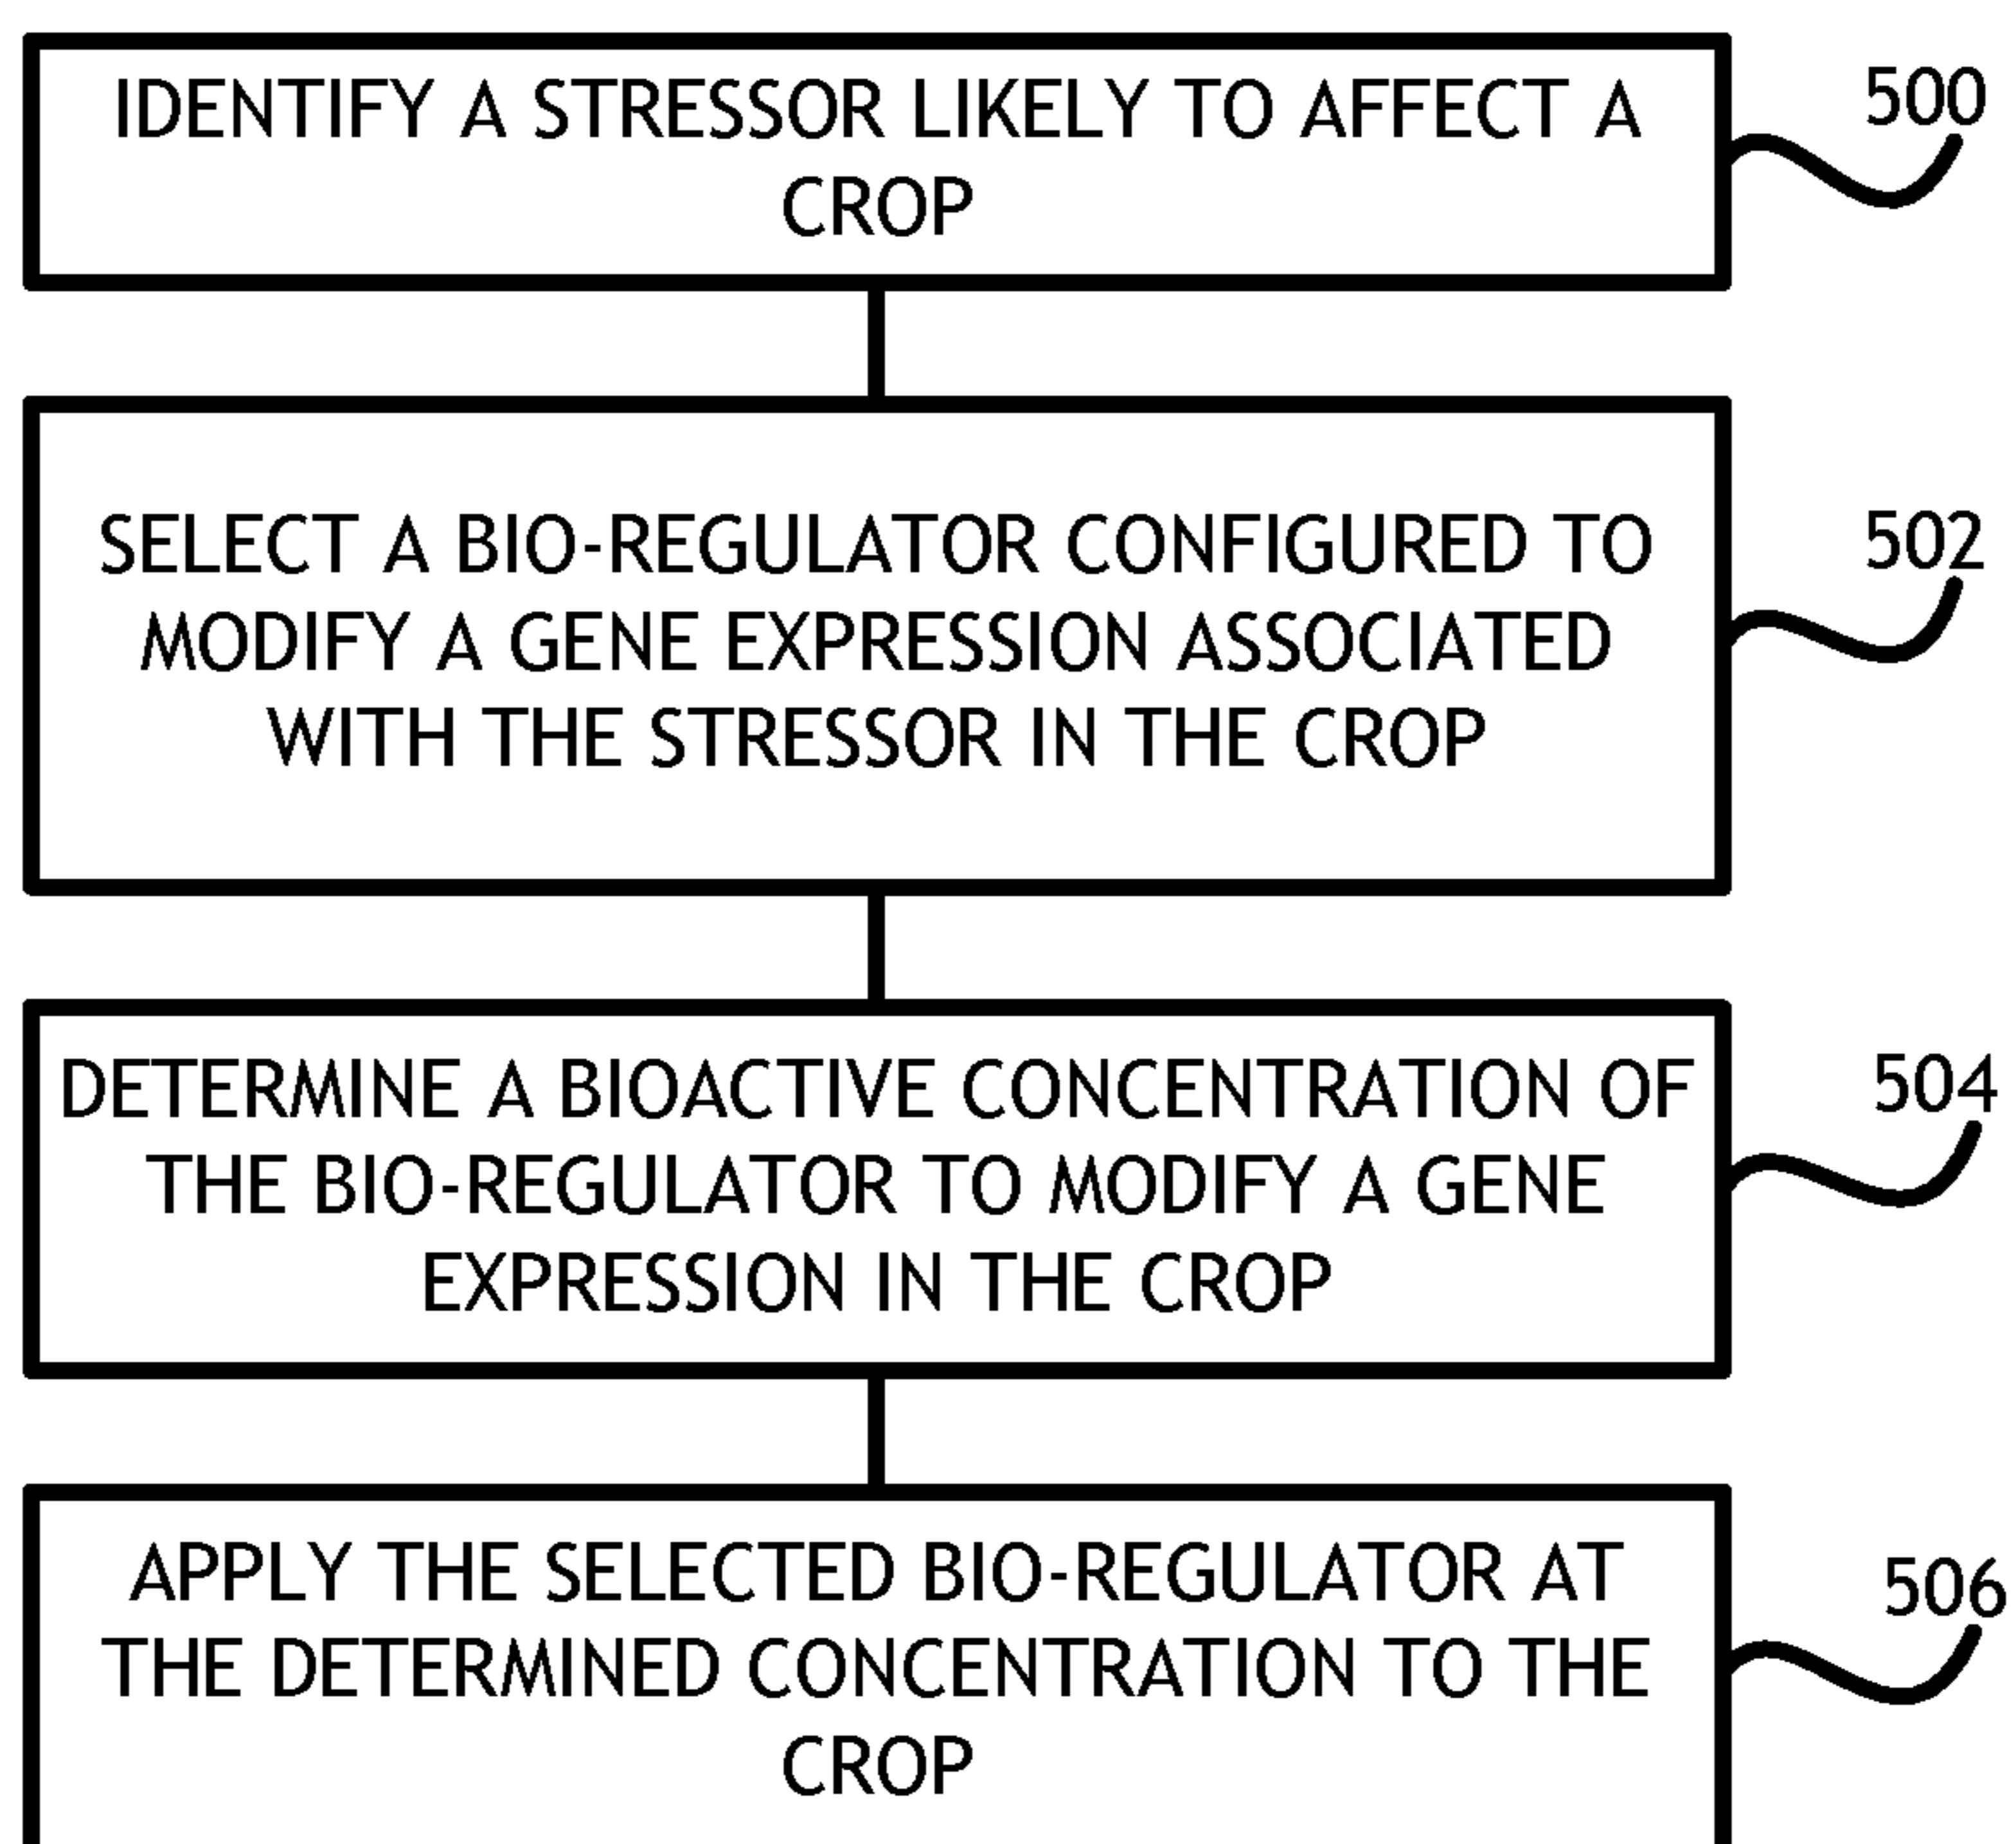 IDENTIFY A STRESSOR LIKELY TO AFFECT A
CROP
500
SELECT A BIO-REGULATOR CONFIGURED TO
MODIFY A GENE EXPRESSION ASSOCIATED
WITH THE STRESSOR IN THE CROP
502
DETERMINE A BIOACTIVE CONCENTRATION OF
THE BIO-REGULATOR TO MODIFY A GENE
EXPRESSION IN THE CROP
504
APPLY THE SELECTED BIO-REGULATOR AT
THE DETERMINED CONCENTRATION TO THE
CROP
506